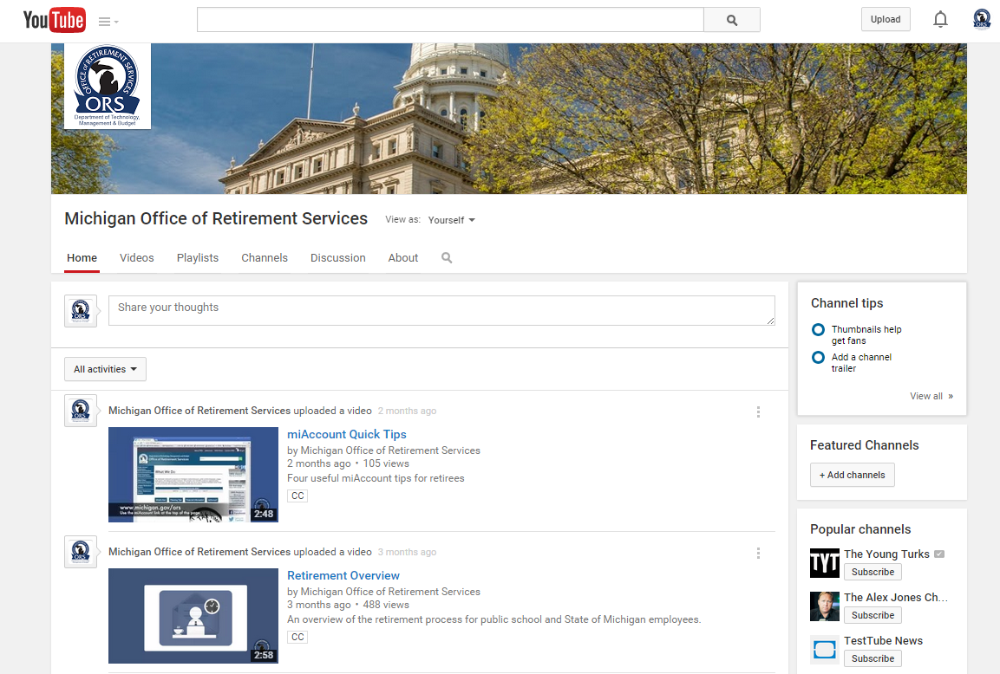 YouTube
Upload
OFFICE of RETIREMENT SERVICES
ORS
Department of Technology,
Management & Budget
Michigan Office of Retirement Services View as: Yourself
Home Videos Playlists Channels Discussion About
Share your thoughts
All activities
Michigan Office of Retirement Services uploaded a video 2 months ago
miAccount Quick Tips
by Michigan Office of Retirement Services
2 months ago • 105 views
Four useful miAccount tips for retirees
CC
What We Do
www.michigan.gov/ors
Use the miAccount link at the top of the page
2:48
Michigan Office of Retirement Services uploaded a video 3 months ago
Retirement Overview
by Michigan Office of Retirement Services
3 months ago • 488 views
An overview of the retirement process for public school and State of Michigan employees.
CC
2:58
Channel tips
Thumbnails help
get fans
Add a channel
trailer
View all »
Featured Channels
+ Add channels
Popular channels
TYT
The Young Turks
Subscribe
The Alex Jones Ch...
Subscribe
TestTube News
Subscribe